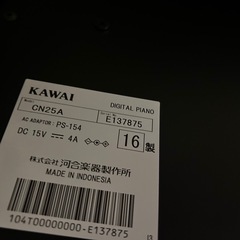 KAWAI DIGITAL PIANO
CN25A E137875
AC ADAPTOR : PS-154
DC 15V ⎓ 4A 16 製
株式会社 河合楽器製作所
MADE IN INDONESIA
104T00000000-E137875